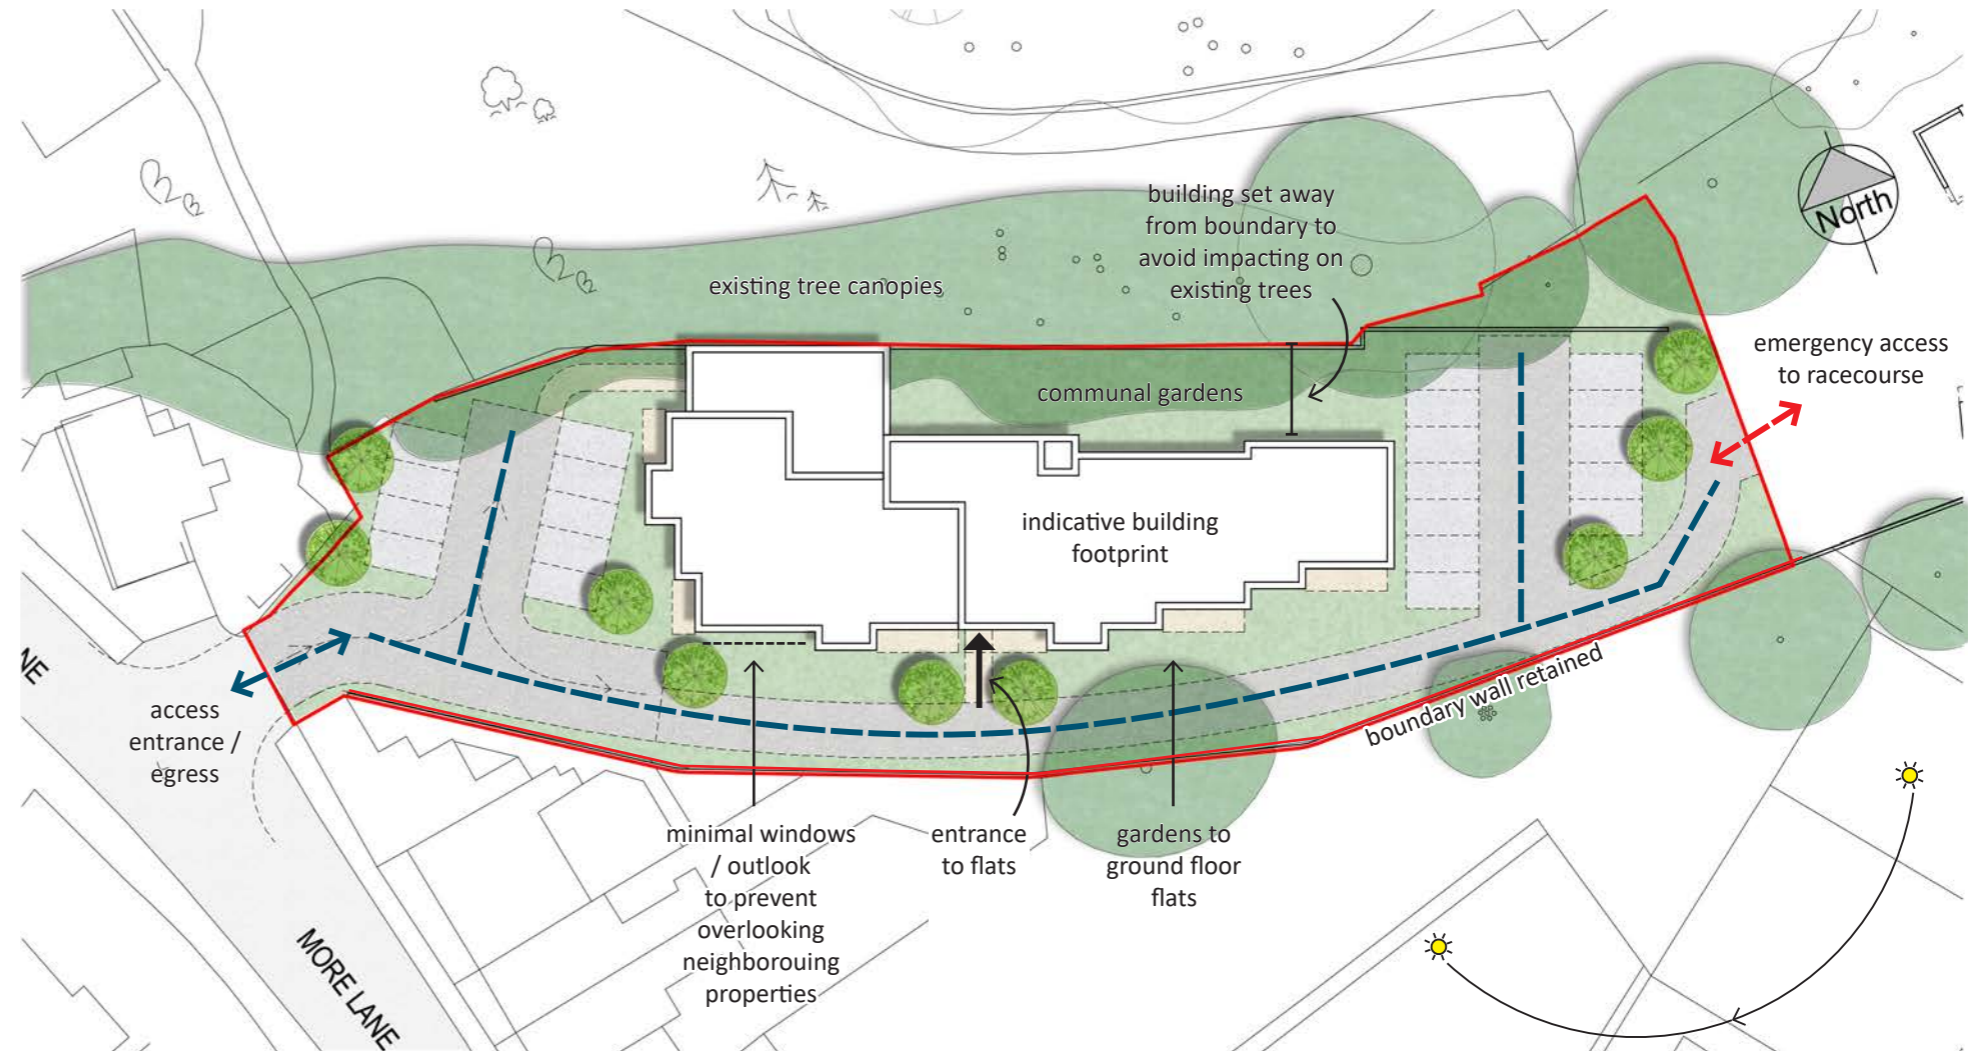 building set away
from boundary to
avoid impacting on
existing trees
existing tree canopies
North
emergency access
to racecourse
communal gardens
indicative building
footprint
NE
access
entrance /
egress
boundary wall retained
minimal windows
/ outlook
to prevent
overlooking
neighborouing
properties
entrance
to flats
gardens to
ground floor
flats
MORE LANE